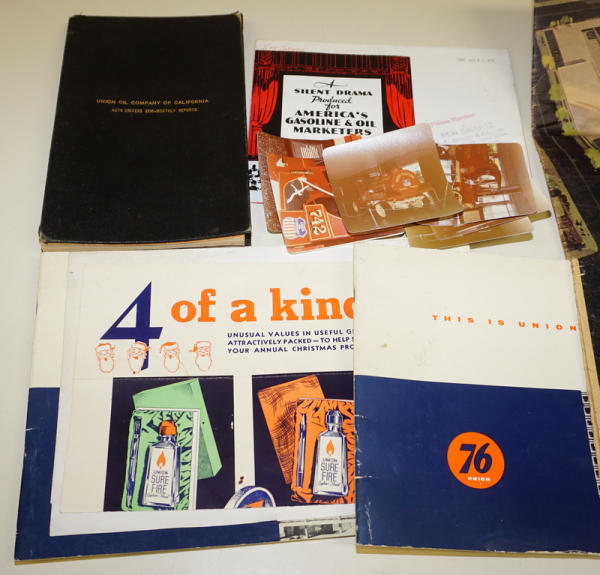 UNION OIL COMPANY OF CALIFORNIA
AUTO DRIVERS SEMI-MONTHLY REPORTS
A
SILENT DRAMA
Produced
for
AMERICA'S
GASOLINE & OIL
MARKETERS
742
4 of a kind
UNUSUAL VALUES IN USEFUL G
ATTRACTIVELY PACKED—TO HELP S
YOUR ANNUAL CHRISTMAS PRO
UNION
SURE
FIRE
UNION
SURE
FIRE
THIS IS UNION
76
UNION